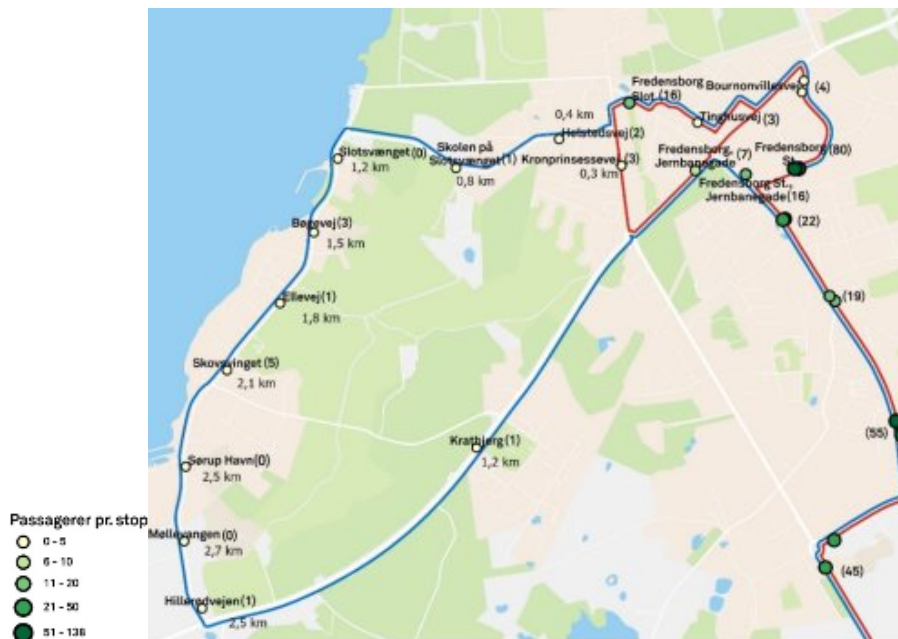 Fredensborg
Slot (16)
Bournonvillesvej
(4)
0,4 km
Tinghusvej (3)
Helstedsvej (2)
Skolen på
Slotsvænget (1)
0,8 km
Kronprinsessevej (3)
0,3 km
Fredensborg,
Jernbanegade (7)
Fredensborg
St. (80)
Fredensborg St.,
Jernbanegade (16)
Slotsvænget (0)
1,2 km
(22)
Bøgevej (3)
1,5 km
Ellevej (1)
1,8 km
(19)
Skovsvinget (5)
2,1 km
(55)
Kratbjerg (1)
1,2 km
Sørup Havn (0)
2,5 km
Møllevangen (0)
2,7 km
(45)
Hillerødvejen (1)
2,5 km
Passagerer pr. stop
0 - 5
6 - 10
11 - 20
21 - 50
51 - 138